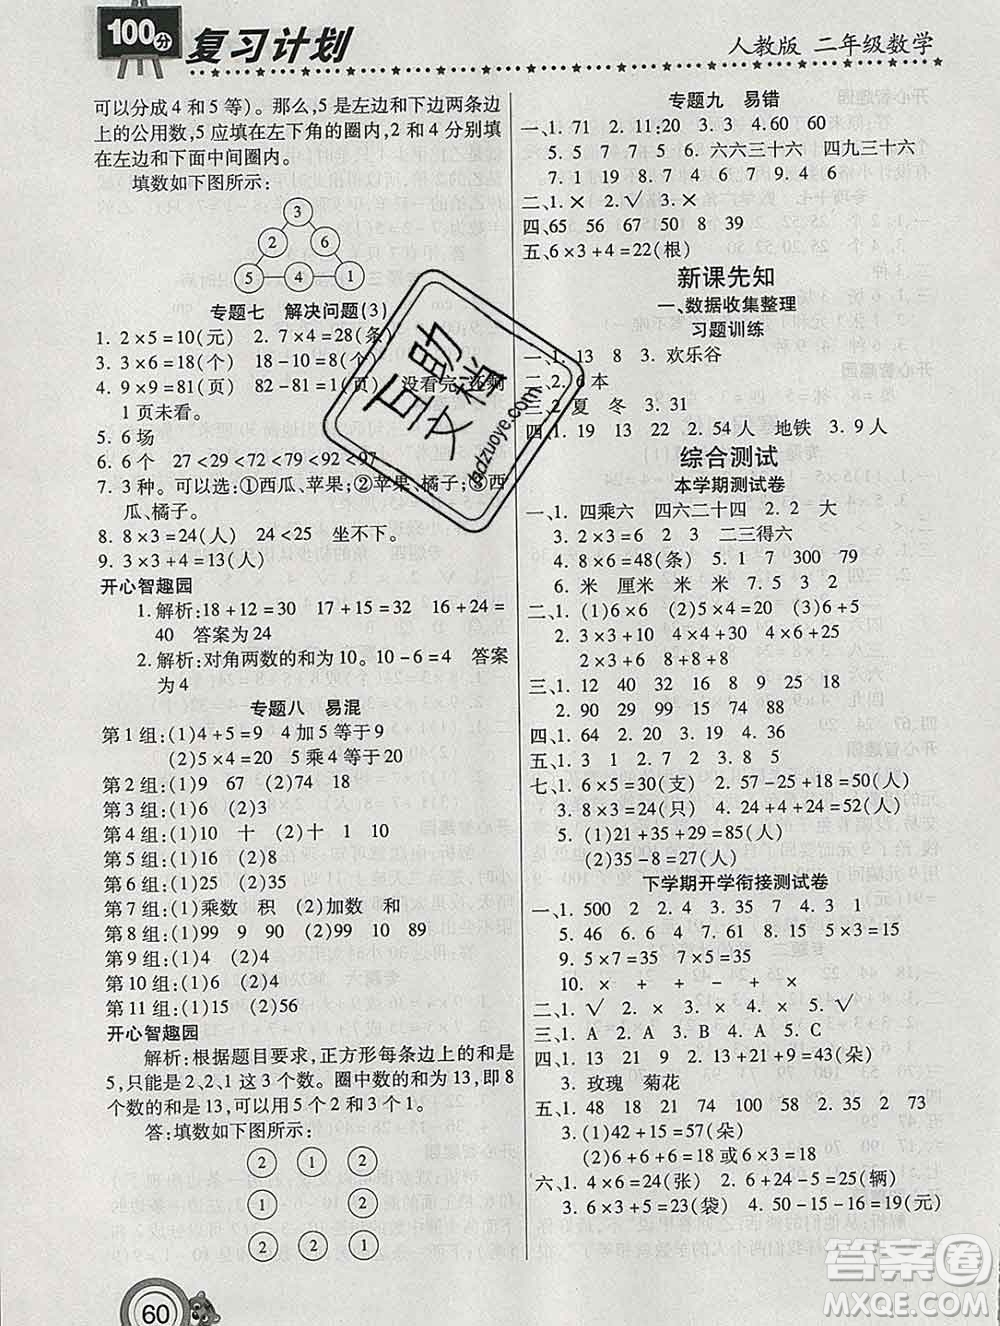 100分 复习计划
人教版 二年级数学
可以分成4和5等)。那么,5是左边和下边两条边
上的公用数,5应填在左下角的圈内,2和4分别填
在左边和下面中间圈内。
填数如下图所示:
3
2 6
5 4 1
专题七 解决问题(3)
1. 2×5=10(元) 2. 7×4=28(条)
3. 3×6=18(个) 18-9=9(个)
4. 9×9=81(页) 82-81=1(页) 没看完,还剩
1页未看。
5. 6场
6. 6个 27<29<72<79<92<97
7. 3种。可以选:①西瓜、苹果;②苹果、橘子;③西
瓜、橘子。
8. 8×3=24(人) 24<25 坐不下。
9. 3×3+4=13(人)
开心智趣园
1. 解析:18+12=30 17+15=32 16+24=
40 答案为24
2. 解析:对角两数的和为10。10-6=4 答案
为4
专题八 易混
第1组:(1)4+5=9 4加5等于9
(2)5×4=20 5乘4等于20
第2组:(1)9 67 (2)74 18
第3组:(1)6 (2)3
第4组:(1)10 十 (2)十 1 10
第5组:(1)16 (2)8
第6组:(1)9 (2)20
第7组:(1)乘数 积 (2)加数 和
第8组:(1)99 9 90 (2)99 10 89
第9组:(1)4 (2)4
第10组:(1)6 (2)4
第11组:(1)56 (2)56
开心智趣园
解析:根据题目要求,正方形每条边上的和是
5,只能是2、2、1这3个数。圈中数的和为13,即8
个数的和是13,可以用5个2和3个1。
答:填数如下图所示:
2 1 2
1 2
2 2 1
60
专题九 易错
一、1. 71 2. 11:20 3. 3 4. 60 60
5. 5 7 15 6. 六六三十六 四九三十六
7. 1 19 8. 6 4 7 6 7 9. 4 6
二、1. × 2. √ 3. ×
四、65 56 67 50 8 39
五、6×3+4=22(根)
新课先知
一、数据收集整理
习题训练
一、1. 13 8 3. 欢乐谷
二、2. 6本
三、2. 夏 冬 3. 31
四、1. 19 13 22 2. 54人 地铁 3. 9人
综合测试
本学期测试卷
一、1. 四乘六 四六二十四 2. 2 大
3. 2×3=6 2 3 二三得六
4. 8×6=48(条) 5. 1 7 300 79
6. 米 厘米 米 米 7. 5 3 2
二、1. (1)6×6 (2)5×4 (3)6+5
2. 3×3+10 4×5+10
2×3+6 6+2×3
三、1. 12 40 32 16 8 9 25 18
2. 90 29 99 15 74 88
四、1. 64 2. √ 3. √ 4. ×
五、1. 3 1 2 7 2. 8 5 3. 8
七、1. 6×5=30(支) 2. 57-25+18=50(人)
3. 8×3=24(只) 4. 24+4+24=52(人)
5. (1)21+35+29=85(人)
(2)35-8=27(人)
下学期开学衔接测试卷
一、1. 500 2 2. 4 3. 35 7 4. 3 1
5. 46 6. 4 7. 61 8. 15 5×3=15
9. 5×7=35 7×5=35
10. × + + + - +
二、1. √ 2. × 3. × 4. √ 5. ×
三、1. A 2. A 3. B 4. A 5. C
四、1. 13 21 9 2. 13+21+9=43(朵)
3. 玫瑰 菊花
五、1. 48 18 21 74 100 58 2. 35 2 73
3. (1)42+15=57(朵)
(2)6+2×6=18(朵)
六、1. 4×6=24(张) 2. 17+5=22(辆)
3. 6×3+5=23(袋) 4. 50-15-16=19(元)
互助文档
hdzuoye.com
答案圈
MXQE.COM